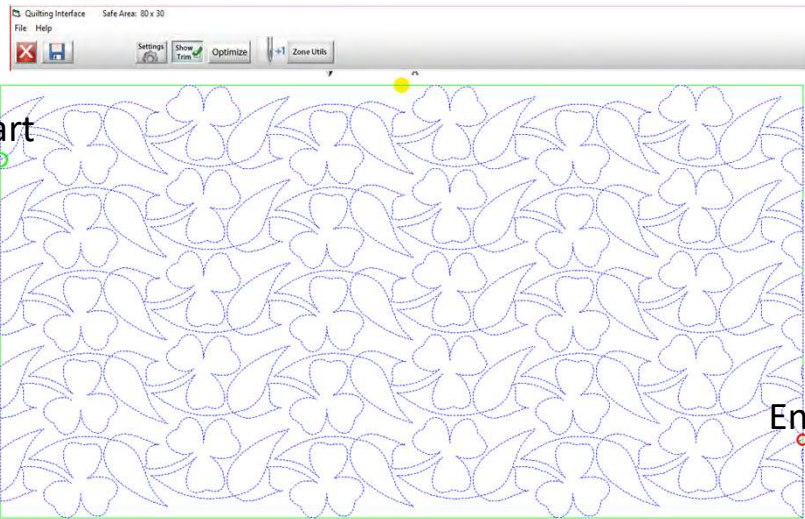 Quilting Interface Safe Area: 80 x 30
File Help
Settings
Show
Trim
Optimize
+1
Zone Utils
art
En